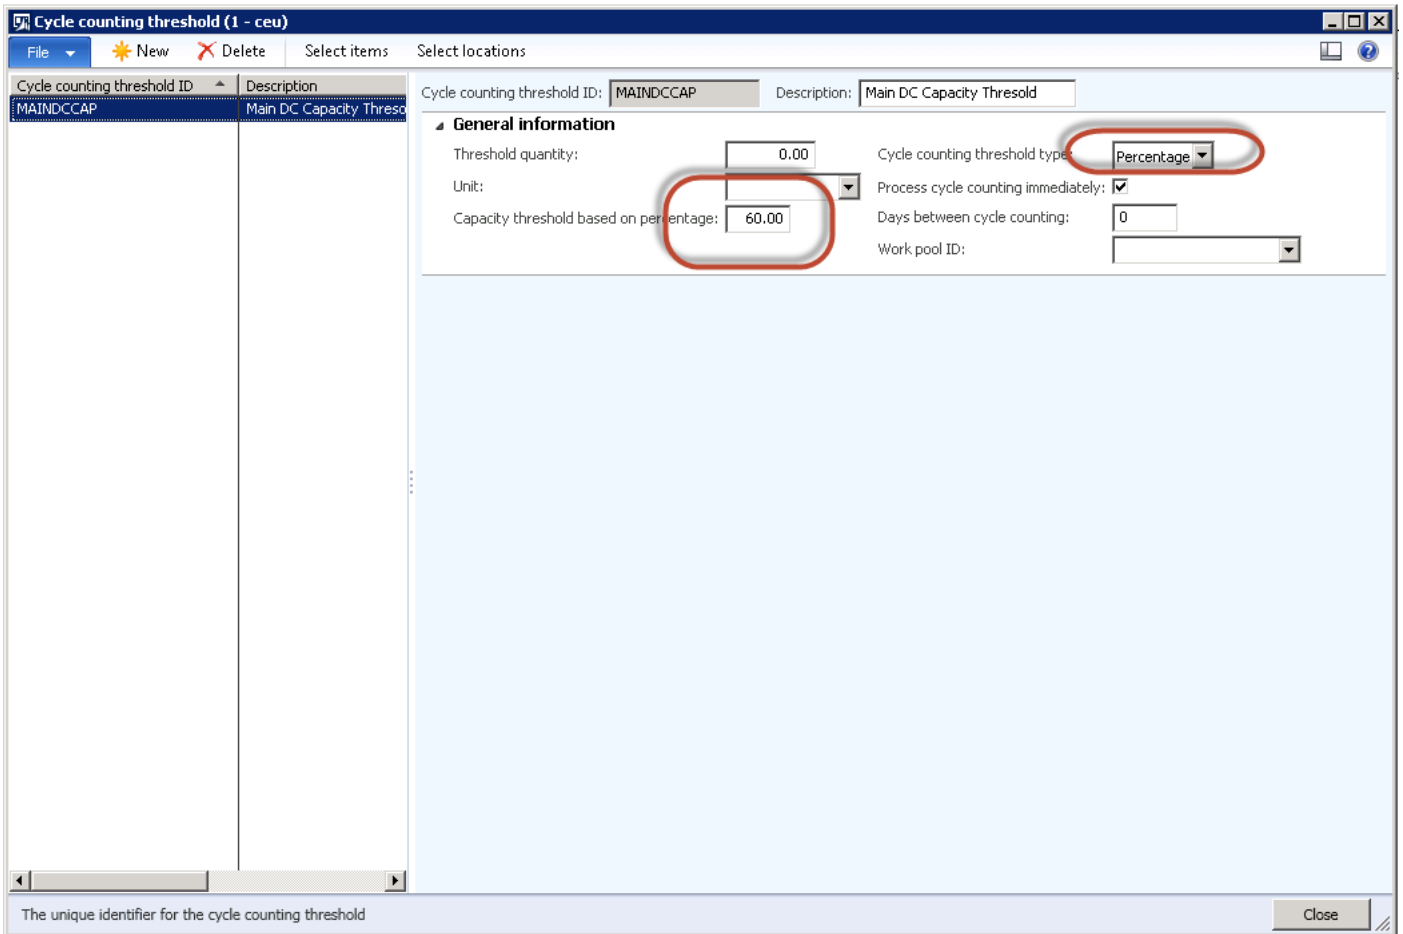 Cycle counting threshold (1 - ceu)
File New Delete Select items Select locations
Cycle counting threshold ID Description
MAINDCCAP Main DC Capacity Threso
Cycle counting threshold ID: MAINDCCAP Description: Main DC Capacity Thresold
General information
Threshold quantity: 0.00 Cycle counting threshold type: Percentage
Unit: Process cycle counting immediately:
Capacity threshold based on percentage: 60.00 Days between cycle counting: 0
Work pool ID:
The unique identifier for the cycle counting threshold Close